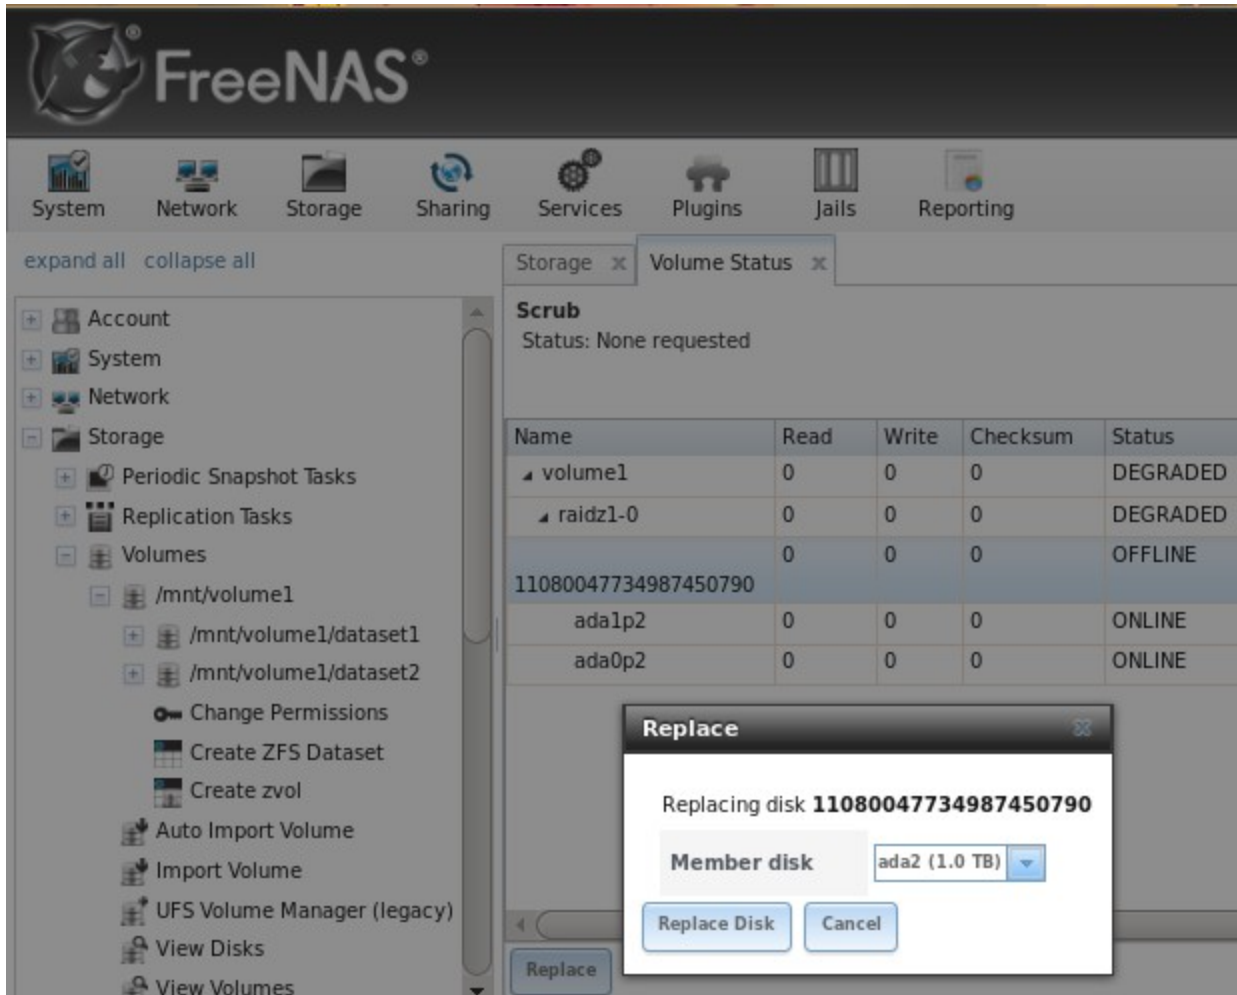 FreeNAS®
System Network Storage Sharing Services Plugins Jails Reporting
expand all collapse all
Account
System
Network
Storage
Periodic Snapshot Tasks
Replication Tasks
Volumes
/mnt/volume1
/mnt/volume1/dataset1
/mnt/volume1/dataset2
Change Permissions
Create ZFS Dataset
Create zvol
Auto Import Volume
Import Volume
UFS Volume Manager (legacy)
View Disks
View Volumes
Storage Volume Status
Scrub
Status: None requested
Name Read Write Checksum Status
volume1 0 0 0 DEGRADED
raidz1-0 0 0 0 DEGRADED
11080047734987450790 0 0 0 OFFLINE
ada1p2 0 0 0 ONLINE
ada0p2 0 0 0 ONLINE
Replace
Replacing disk 11080047734987450790
Member disk ada2 (1.0 TB)
Replace Disk Cancel
Replace